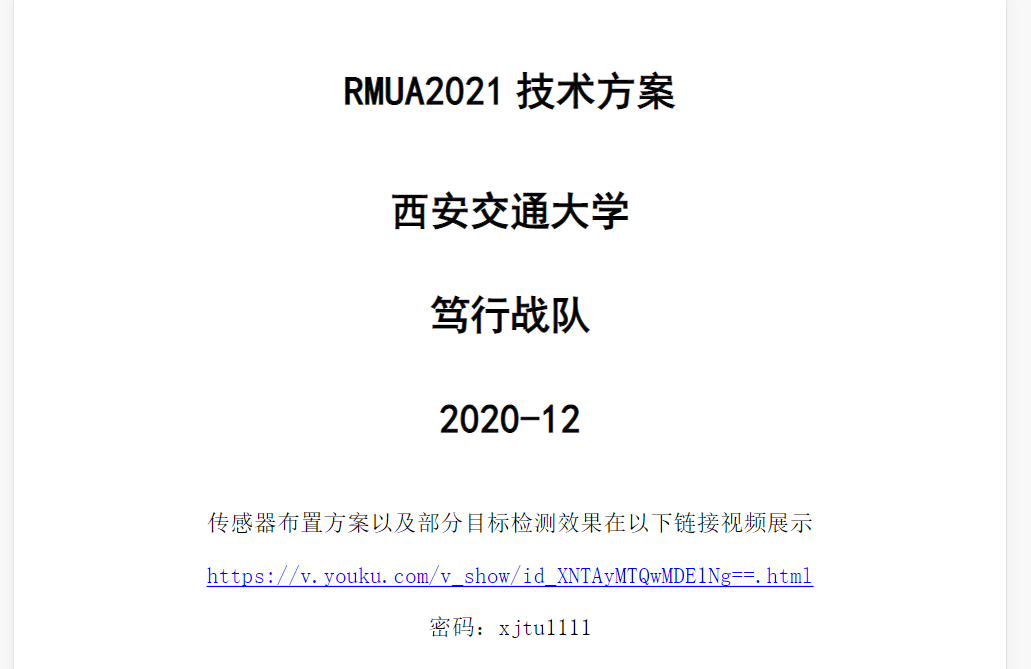 RMUA2021 技术方案
西安交通大学
笃行战队
2020-12
传感器布置方案以及部分目标检测效果在以下链接视频展示
https://v.youku.com/v_show/id_XNTAyMTQwMDE1Ng==.html
密码：xjtu1111